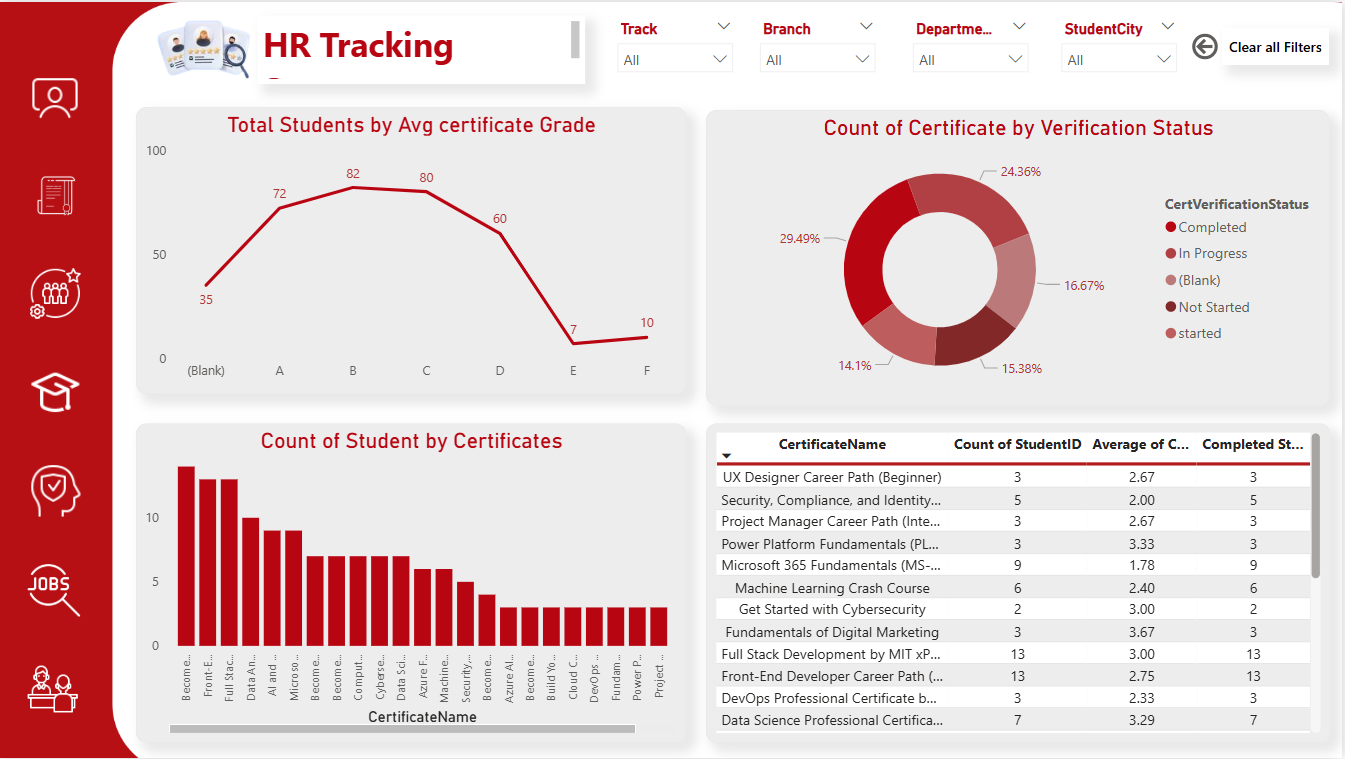 HR Tracking
Track
All
Branch
All
Departme...
All
StudentCity
All
Clear all Filters
JOBS
Total Students by Avg certificate Grade
100
50
0
35
72
82
80
60
7
10
(Blank) A B C D E F
Count of Certificate by Verification Status
24.36%
29.49%
16.67%
14.1%
15.38%
CertVerificationStatus
Completed
In Progress
(Blank)
Not Started
started
Count of Student by Certificates
10
5
0
Become...
Front-E...
Full Stac...
Data An...
AI and ...
Microso...
Become...
Become...
Comput...
Cyberse...
Data Sci...
Azure F...
Machine...
Security,...
Become...
Azure AI...
Become...
Build Yo...
Cloud C...
DevOps ...
Fundam...
Power P...
Project ...
CertificateName
CertificateName Count of StudentID Average of C... Completed St...
UX Designer Career Path (Beginner) 3 2.67 3
Security, Compliance, and Identity... 5 2.00 5
Project Manager Career Path (Inte... 3 2.67 3
Power Platform Fundamentals (PL... 3 3.33 3
Microsoft 365 Fundamentals (MS-... 9 1.78 9
Machine Learning Crash Course 6 2.40 6
Get Started with Cybersecurity 2 3.00 2
Fundamentals of Digital Marketing 3 3.67 3
Full Stack Development by MIT xP... 13 3.00 13
Front-End Developer Career Path (... 13 2.75 13
DevOps Professional Certificate b... 3 2.33 3
Data Science Professional Certifica... 7 3.29 7